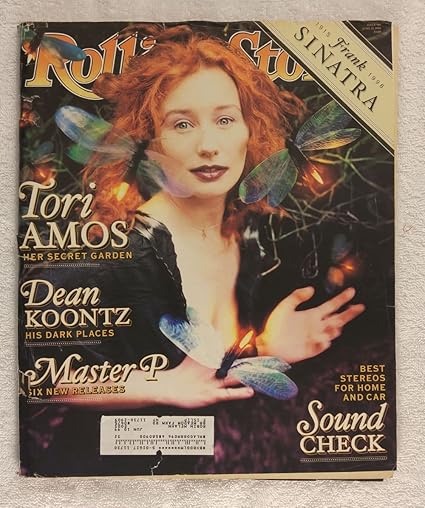 Rolling Sto
1915 Frank 1998
SINATRA
Tori
AMOS
HER SECRET GARDEN
Dean
KOONTZ
HIS DARK PLACES
Master P
SIX NEW RELEASES
BEST
STEREOS
FOR HOME
AND CAR
Sound
CHECK